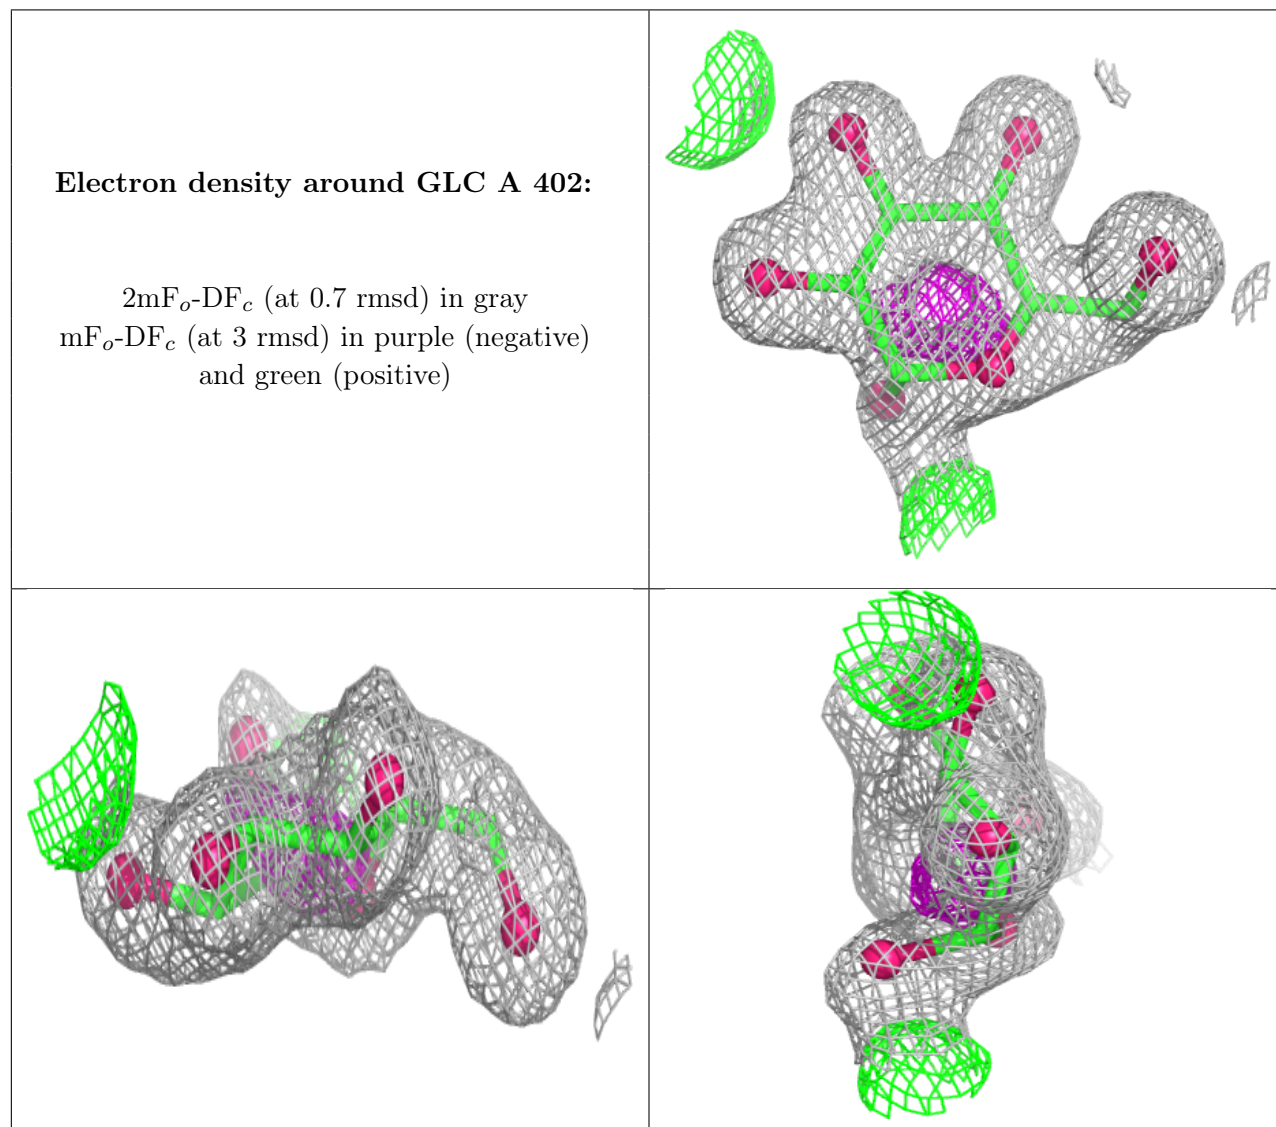 Electron density around GLC A 402:
2mFo-DFc (at 0.7 rmsd) in gray
mFo-DFc (at 3 rmsd) in purple (negative)
and green (positive)